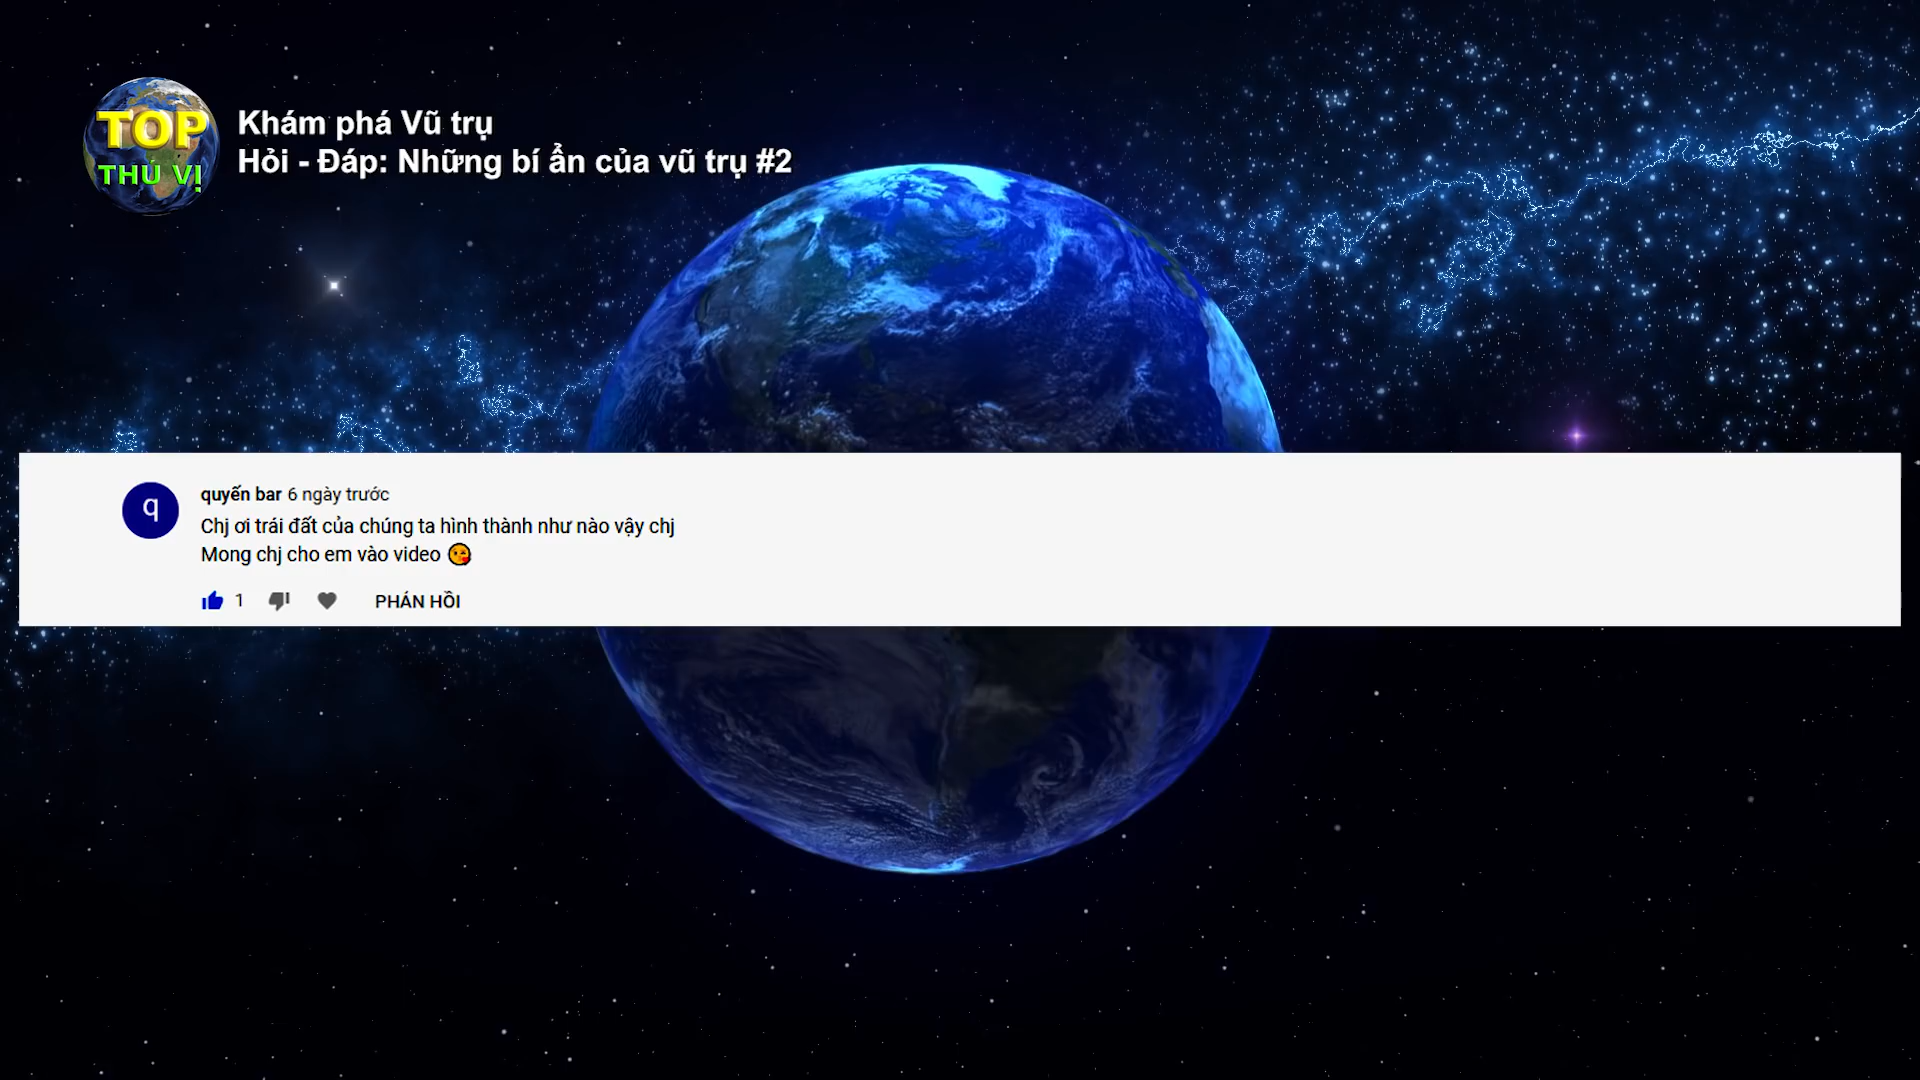 TOP
THÚ VỊ
Khám phá Vũ trụ
Hỏi - Đáp: Những bí ẩn của vũ trụ #2
q
quyến bar 6 ngày trước
Chj ơi trái đất của chúng ta hình thành như nào vậy chj
Mong chj cho em vào video 😘
1
PHẢN HỒI